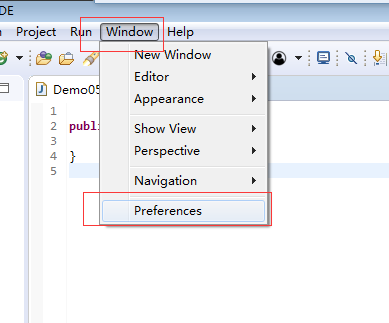 DE
Project Run Window Help
New Window
Editor
Appearance
Show View
Perspective
Navigation
Preferences
Demo05
1
2 publi
3
4 }
5